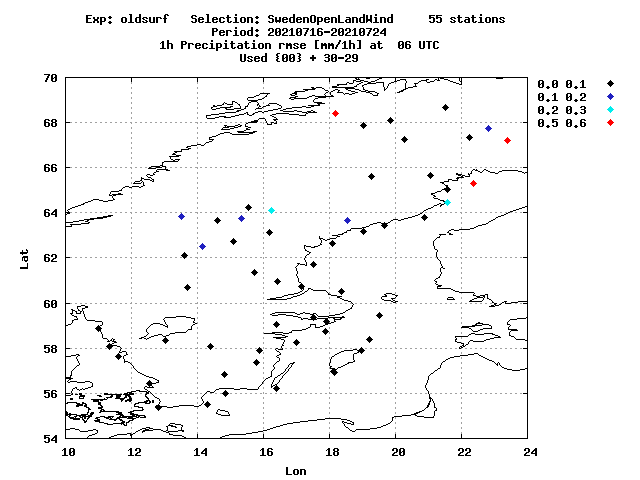 Exp: oldsurf   Selection: SwedenOpenLandWind     55 stations
Period: 20210716-20210724
1h Precipitation rmse [mm/1h] at  06 UTC
Used {00} + 30-29
0.0 0.1
0.1 0.2
0.2 0.3
0.5 0.6
70
68
66
64
62
60
58
56
54
Lat
10 12 14 16 18 20 22 24
Lon